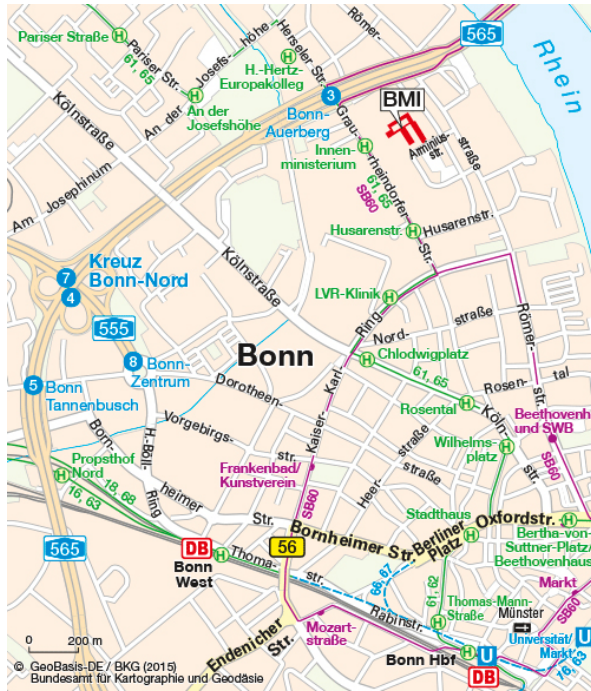 Pariser Straße
H
61, 65
Pariser Str.
An der Josefshöhe
H
An der
Josefshöhe
H
H.-Hertz-
Europakolleg
Herseler Str.
Römer-
565
Rhein
3
Bonn-
Auerberg
BMI
Arminius-
str.
straße
Grau-
rheindorfer
Str.
H
Innen-
ministerium
61, 65
SB60
Kölnstraße
Am Josephinum
Husarenstr.
H
Husarenstr.
7
4
Kreuz
Bonn-Nord
Kölnstraße
LVR-Klinik
H
555
Nord-
straße
Römer-
str.
Bonn
H
Chlodwigplatz
61, 65
8
Bonn-
Zentrum
5
Bonn
Tannenbusch
Dorotheen-
straße
Kaiser-
Karl-
Ring
Rosen-
tal
Rosental
H
Köln-
str.
Beethovenh
und SWB
Born-
heimer
Str.
Vorgebirgs-
str.
H.-Böll-
Ring
Heer-
straße
Wilhelms-
platz
H
Propsthof
Nord
H
16, 63
18, 68
Frankenbad/
Kunstverein
SB60
SB60
Stadthaus
H
Berliner
Platz
Oxfordstr.
H
Bornheimer Str.
Bertha-von-
Suttner-Platz/
Beethovenhaus
56
DB
H
Bonn
West
565
Thoma-
str.
66, 67
61, 62
Markt
SB60
Rabinstr.
Thomas-Mann-
Straße
H
Münster
Mozart-
straße
Endenicher
Str.
Universität/
Markt
U
16, 63
Bonn Hbf
H
U
DB
0 200 m
© GeoBasis-DE / BKG (2015)
Bundesamt für Kartographie und Geodäsie